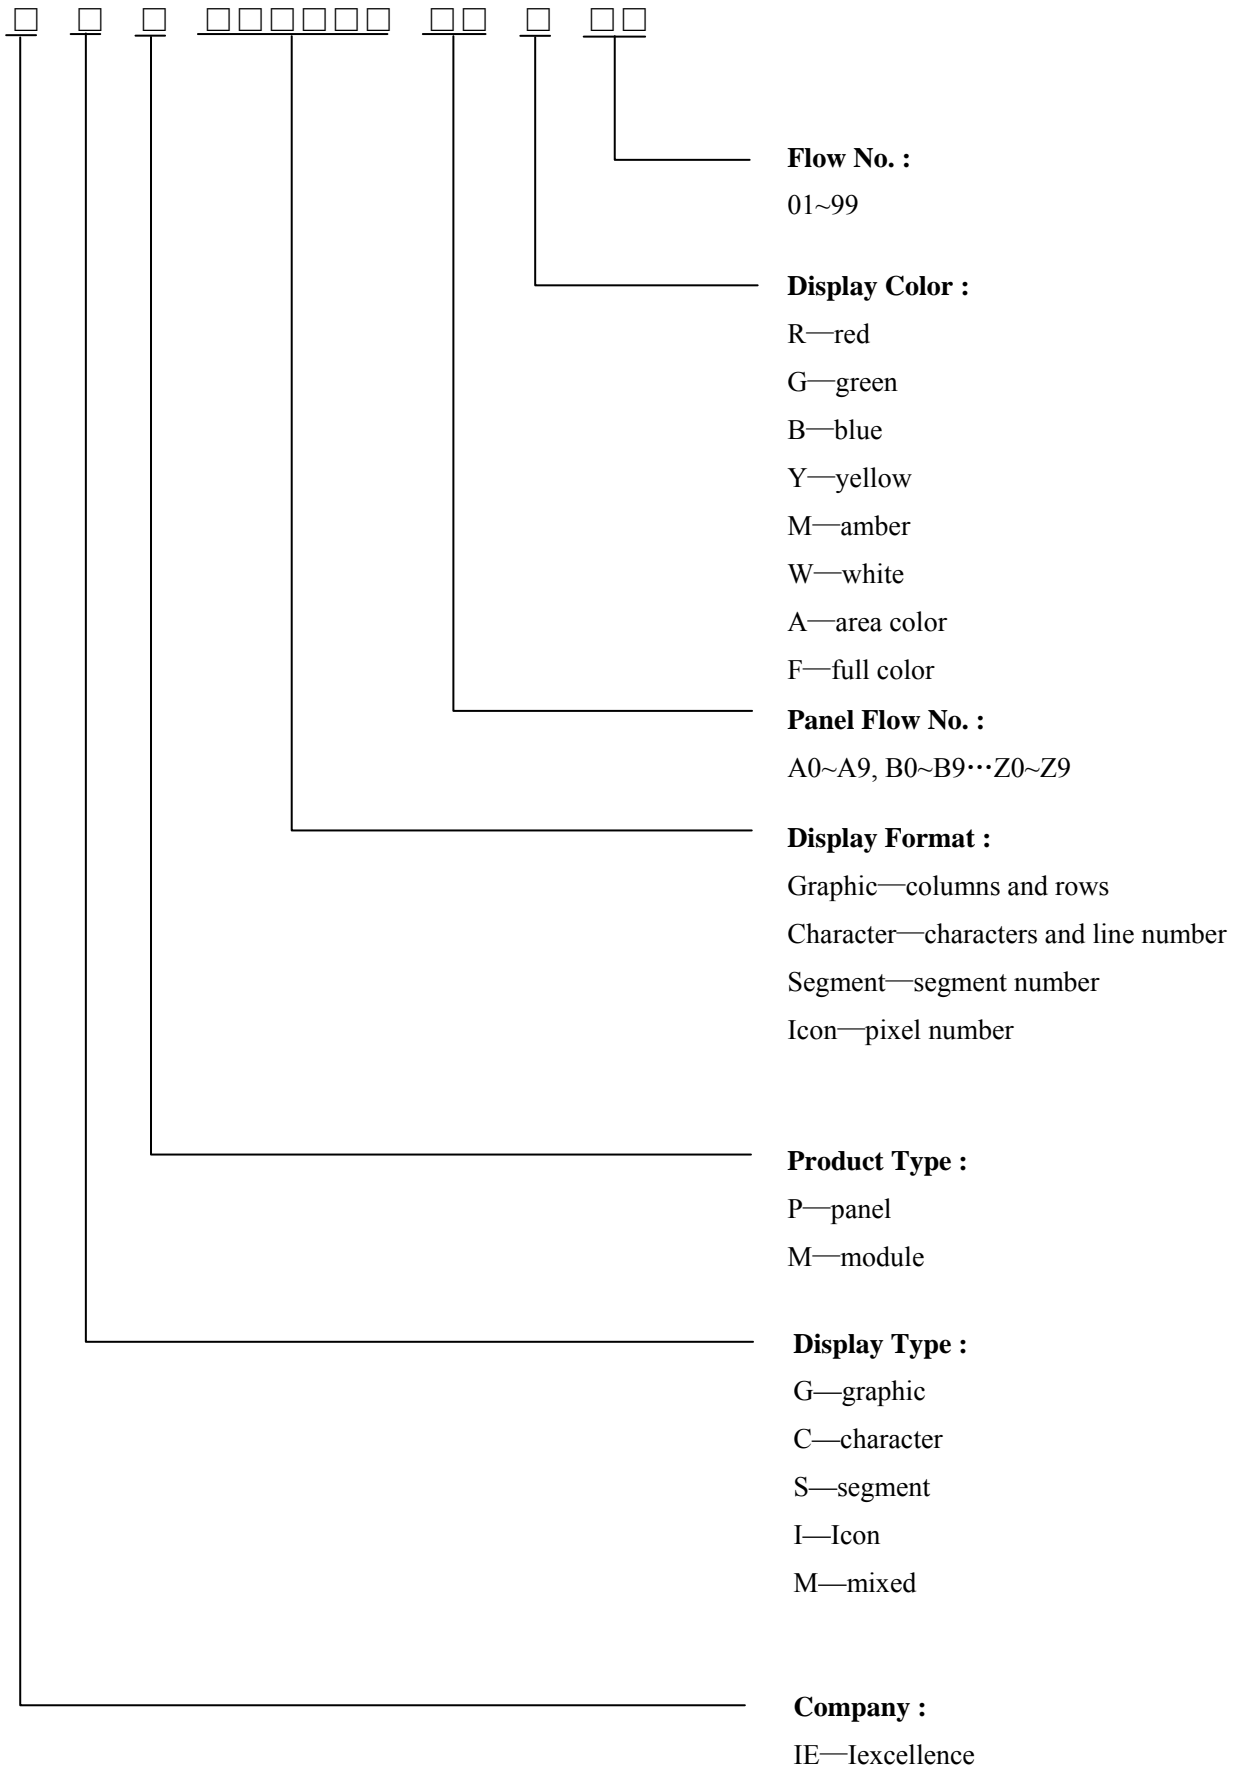 □ □ □ □□□□□□ □□ □ □□
Flow No. :
01~99
Display Color :
R—red
G—green
B—blue
Y—yellow
M—amber
W—white
A—area color
F—full color
Panel Flow No. :
A0~A9, B0~B9⋯Z0~Z9
Display Format :
Graphic—columns and rows
Character—characters and line number
Segment—segment number
Icon—pixel number
Product Type :
P—panel
M—module
Display Type :
G—graphic
C—character
S—segment
I—Icon
M—mixed
Company :
IE—Iexcellence